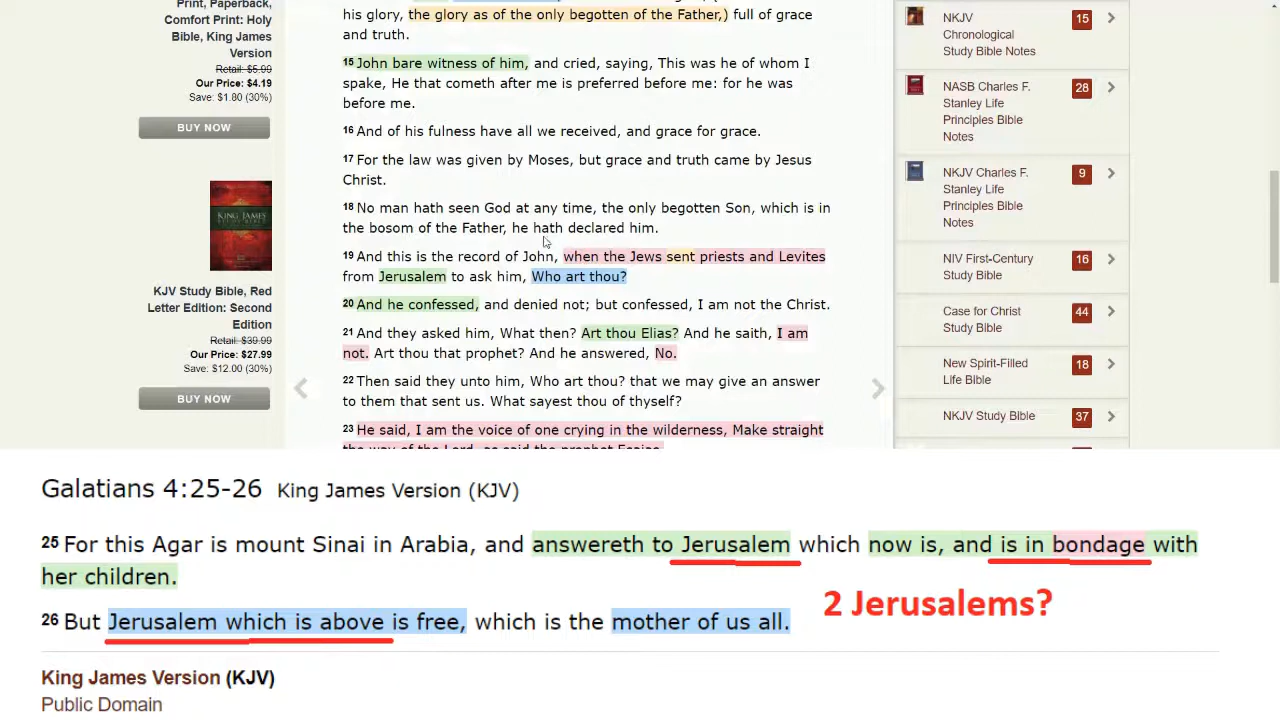 Print, Paperback,
Comfort Print: Holy
Bible, King James
Version
Retail: $5.99
Our Price: $4.19
Save: $1.80 (30%)
BUY NOW
KING JAMES
KJV Study Bible, Red
Letter Edition: Second
Edition
Retail: $39.99
Our Price: $27.99
Save: $12.00 (30%)
BUY NOW
his glory, the glory as of the only begotten of the Father,) full of grace
and truth.
15 John bare witness of him, and cried, saying, This was he of whom I
spake, He that cometh after me is preferred before me: for he was
before me.
16 And of his fulness have all we received, and grace for grace.
17 For the law was given by Moses, but grace and truth came by Jesus
Christ.
18 No man hath seen God at any time, the only begotten Son, which is in
the bosom of the Father, he hath declared him.
19 And this is the record of John, when the Jews sent priests and Levites
from Jerusalem to ask him, Who art thou?
20 And he confessed, and denied not; but confessed, I am not the Christ.
21 And they asked him, What then? Art thou Elias? And he saith, I am
not. Art thou that prophet? And he answered, No.
22 Then said they unto him, Who art thou? that we may give an answer
to them that sent us. What sayest thou of thyself?
23 He said, I am the voice of one crying in the wilderness, Make straight
the way of the Lord, as said the prophet Esaias.
NKJV 15
Chronological
Study Bible Notes
NASB Charles F. 28
Stanley Life
Principles Bible
Notes
NKJV Charles F. 9
Stanley Life
Principles Bible
Notes
NIV First-Century 16
Study Bible
Case for Christ 44
Study Bible
New Spirit-Filled 18
Life Bible
NKJV Study Bible 37
Galatians 4:25-26 King James Version (KJV)
25 For this Agar is mount Sinai in Arabia, and answereth to Jerusalem which now is, and is in bondage with
her children.
26 But Jerusalem which is above is free, which is the mother of us all.
2 Jerusalems?
King James Version (KJV)
Public Domain